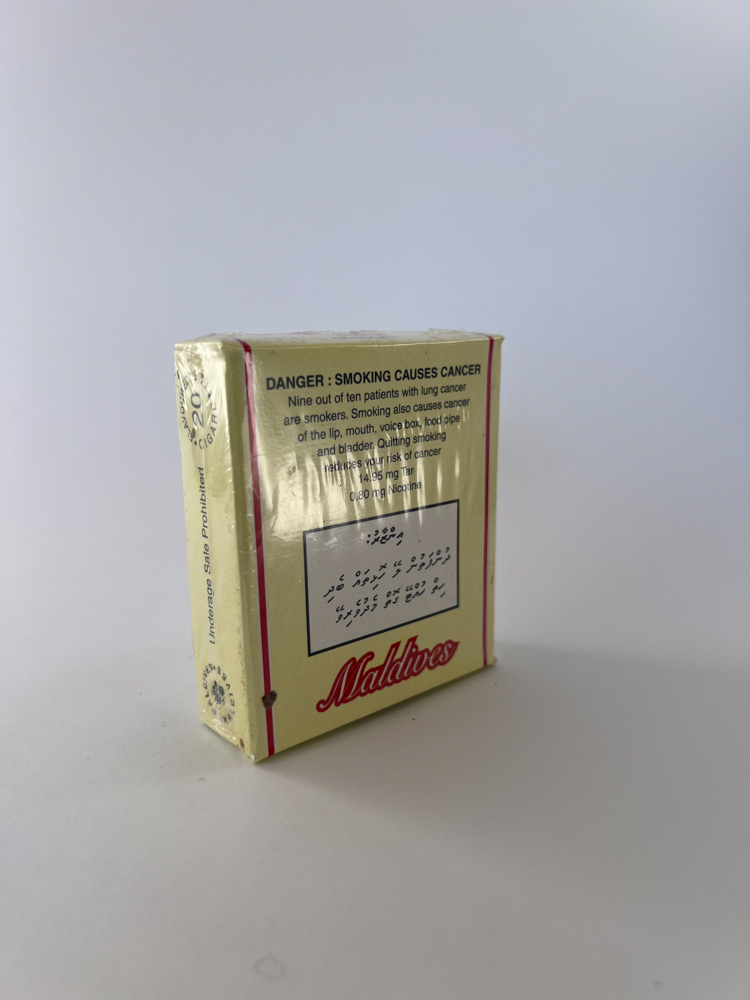 DANGER : SMOKING CAUSES CANCER
Nine out of ten patients with lung cancer
are smokers. Smoking also causes cancer
of the lip, mouth, voice box, food pipe
and bladder. Quitting smoking
reduces your risk of cancer
14.95 mg Tar
0.80 mg Nicotine
އިންޒާރު:
ދުންފަތުން ލޭ ހޮޅިތައް ބެދި
ހިތް ހުއްޓޭ ގޮތް މެދުވެރިވޭ
Maldives
Underage Sale Prohibited
20